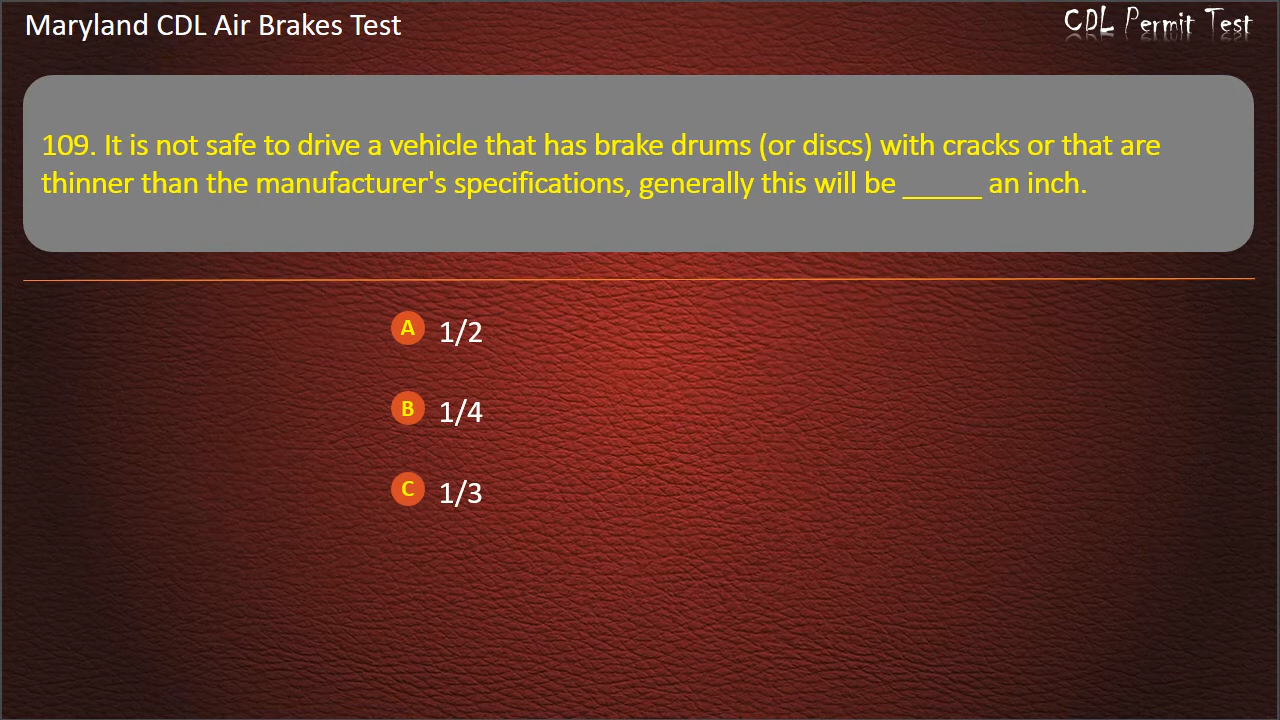 Maryland CDL Air Brakes Test
CDL Permit Test
109. It is not safe to drive a vehicle that has brake drums (or discs) with cracks or that are
thinner than the manufacturer's specifications, generally this will be _____ an inch.
A 1/2
B 1/4
C 1/3